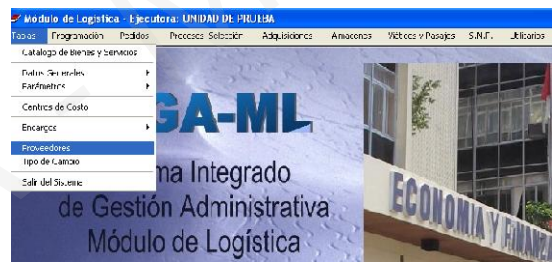 Módulo de Logística - Ejecutora: UNIDAD DE PRUEBA
Tablas Programación Pedidos Procesos Selección Adquisiciones Almacenes Viáticos y Pasajes S.N.P. Utilitarios
Catálogo de Bienes y Servicios
Datos Generales
Parámetros
Centros de Costo
Encargos
Proveedores
Tipo de Cambio
Salir del Sistema
GA-ML
ma Integrado
de Gestión Administrativa
Módulo de Logística
ECONOMIA Y FINANZA